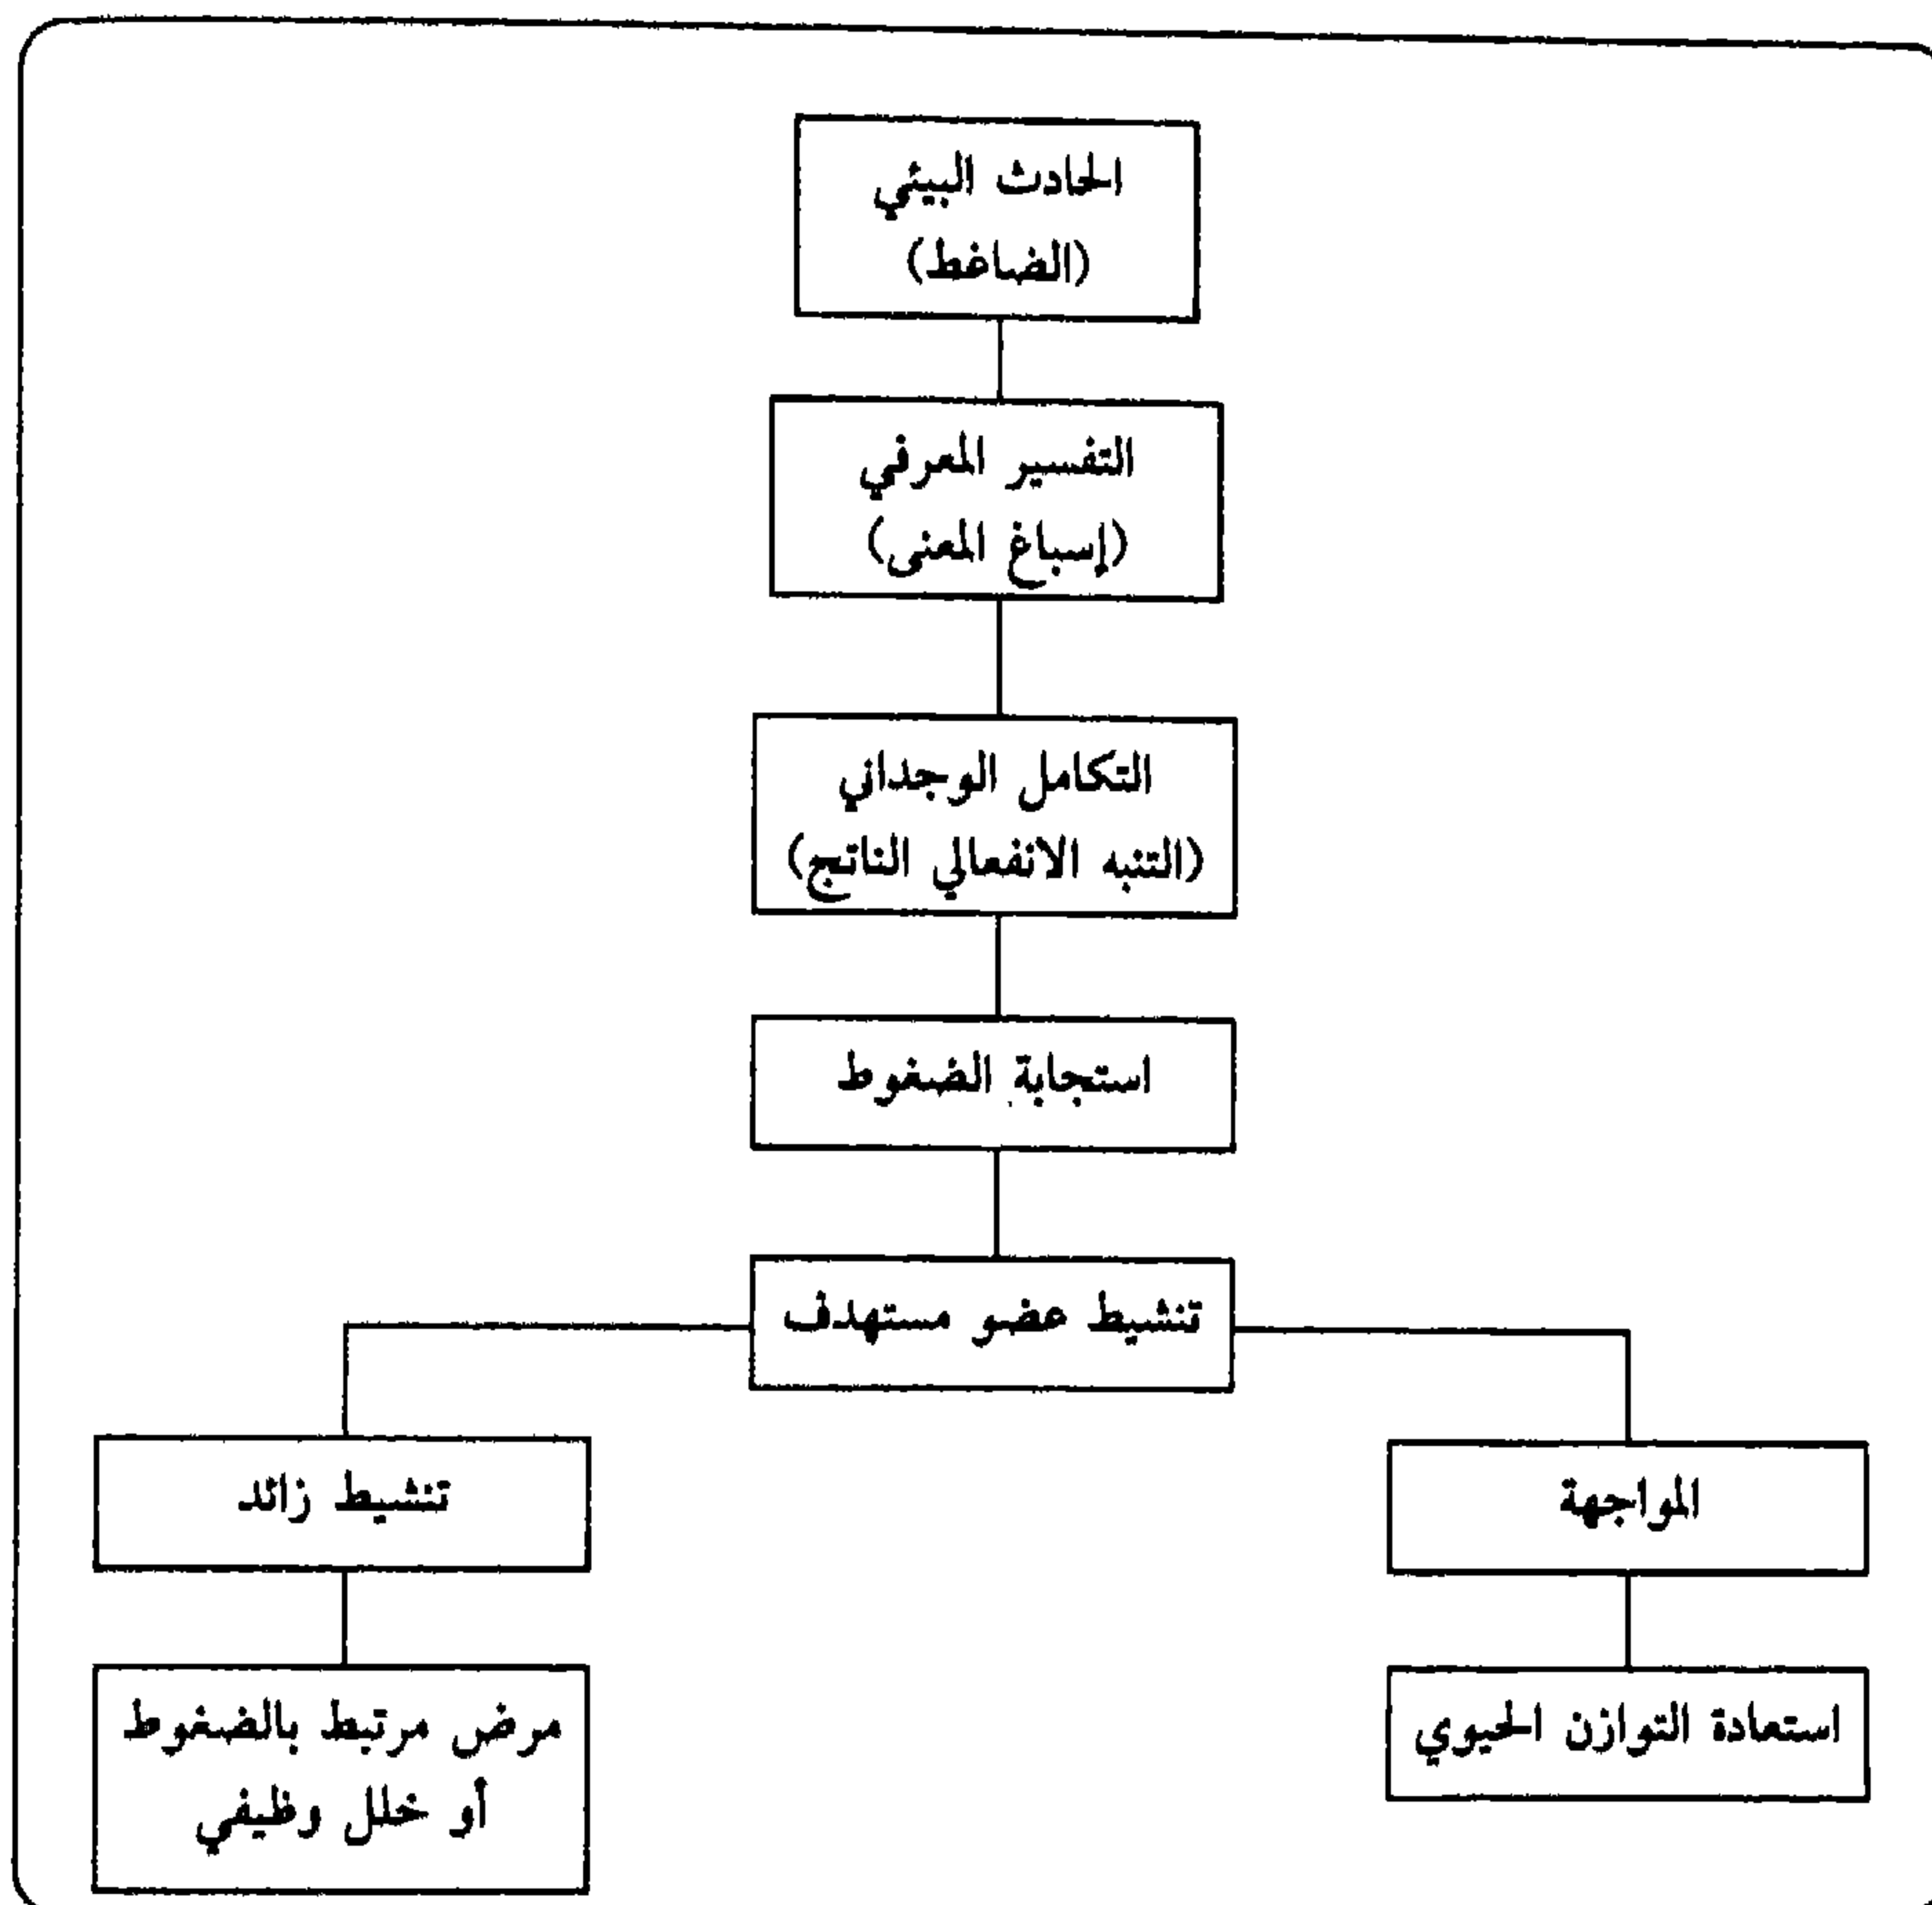 الحادث البيئي
(الضاغط)
التفسير المعرفي
(إسباغ المعنى)
التكامل الوجداني
(التنبه الانفعالي الناتج)
استجابة الضغوط
تنشيط عضو مستهدف
المواجهة
تنشيط زائد
استعادة التوازن الحيوي
مرض مرتبط بالضغوط
أو خلل وظيفي